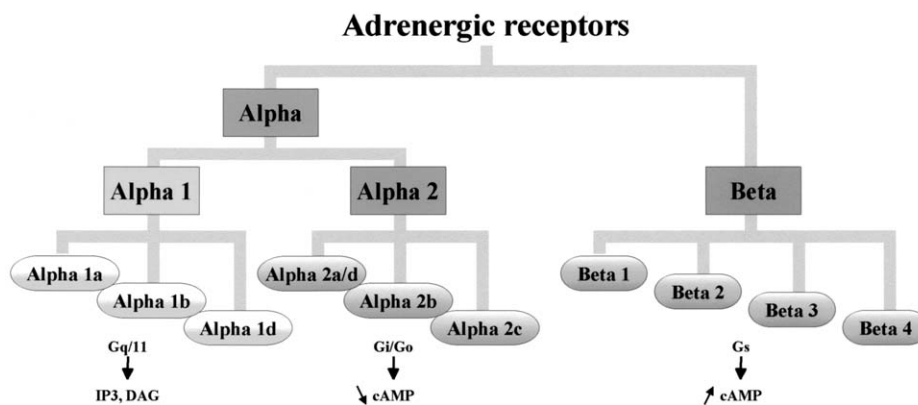 Adrenergic receptors
Alpha
Alpha 1
Alpha 2
Beta
Alpha 1a
Alpha 1b
Alpha 1d
Alpha 2a/d
Alpha 2b
Alpha 2c
Beta 1
Beta 2
Beta 3
Beta 4
Gq/11
Gi/Go
Gs
IP3, DAG
↘ cAMP
↗ cAMP